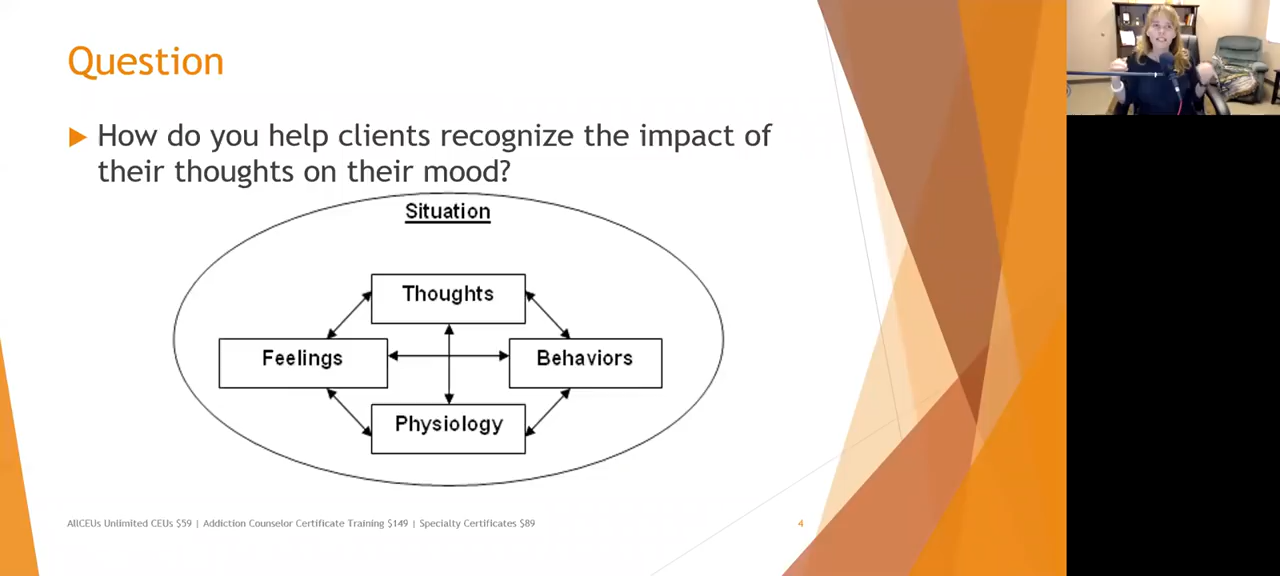 Question
How do you help clients recognize the impact of
their thoughts on their mood?
Situation
Thoughts
Feelings
Behaviors
Physiology
AllCEUs Unlimited CEUs $59 | Addiction Counselor Certificate Training $149 | Specialty Certificates $89
4